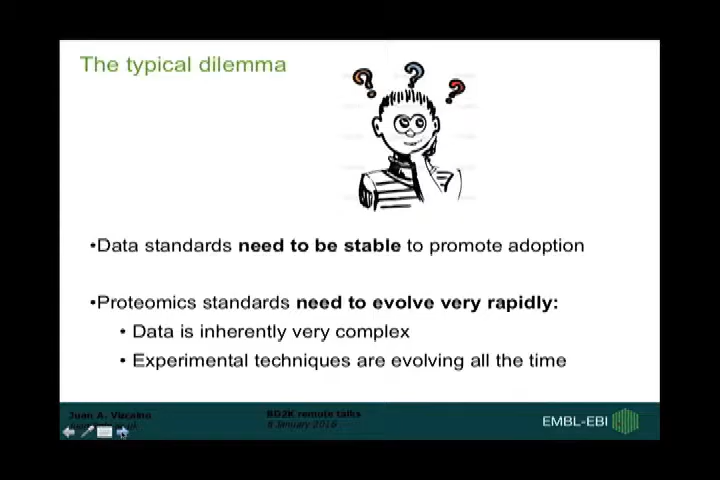 The typical dilemma
? ? ?
•Data standards need to be stable to promote adoption
•Proteomics standards need to evolve very rapidly:
• Data is inherently very complex
• Experimental techniques are evolving all the time
Juan A. Vizcaíno
BD2K remote talks
8 January 2016
EMBL-EBI